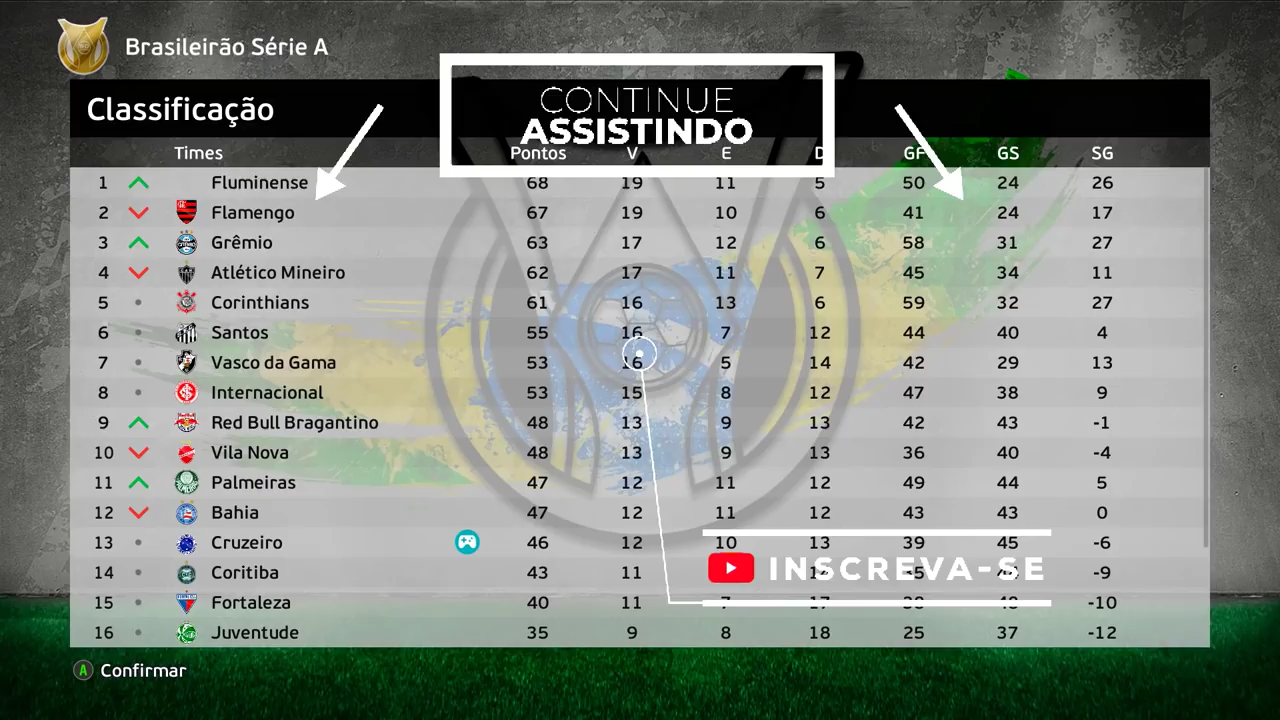 Brasileirão Série A
CONTINUE
ASSISTINDO
Classificação
Times Pontos V E D GF GS SG
1 Fluminense 68 19 11 5 50 24 26
2 Flamengo 67 19 10 6 41 24 17
3 Grêmio 63 17 12 6 58 31 27
4 Atlético Mineiro 62 17 11 7 45 34 11
5 Corinthians 61 16 13 6 59 32 27
6 Santos 55 16 7 12 44 40 4
7 Vasco da Gama 53 16 5 14 42 29 13
8 Internacional 53 15 8 12 47 38 9
9 Red Bull Bragantino 48 13 9 13 42 43 -1
10 Vila Nova 48 13 9 13 36 40 -4
11 Palmeiras 47 12 11 12 49 44 5
12 Bahia 47 12 11 12 43 43 0
13 Cruzeiro 46 12 10 13 39 45 -6
14 Coritiba 43 11 -9
INSCREVA-SE
15 Fortaleza 40 11 7 17 38 48 -10
16 Juventude 35 9 8 18 25 37 -12
A Confirmar